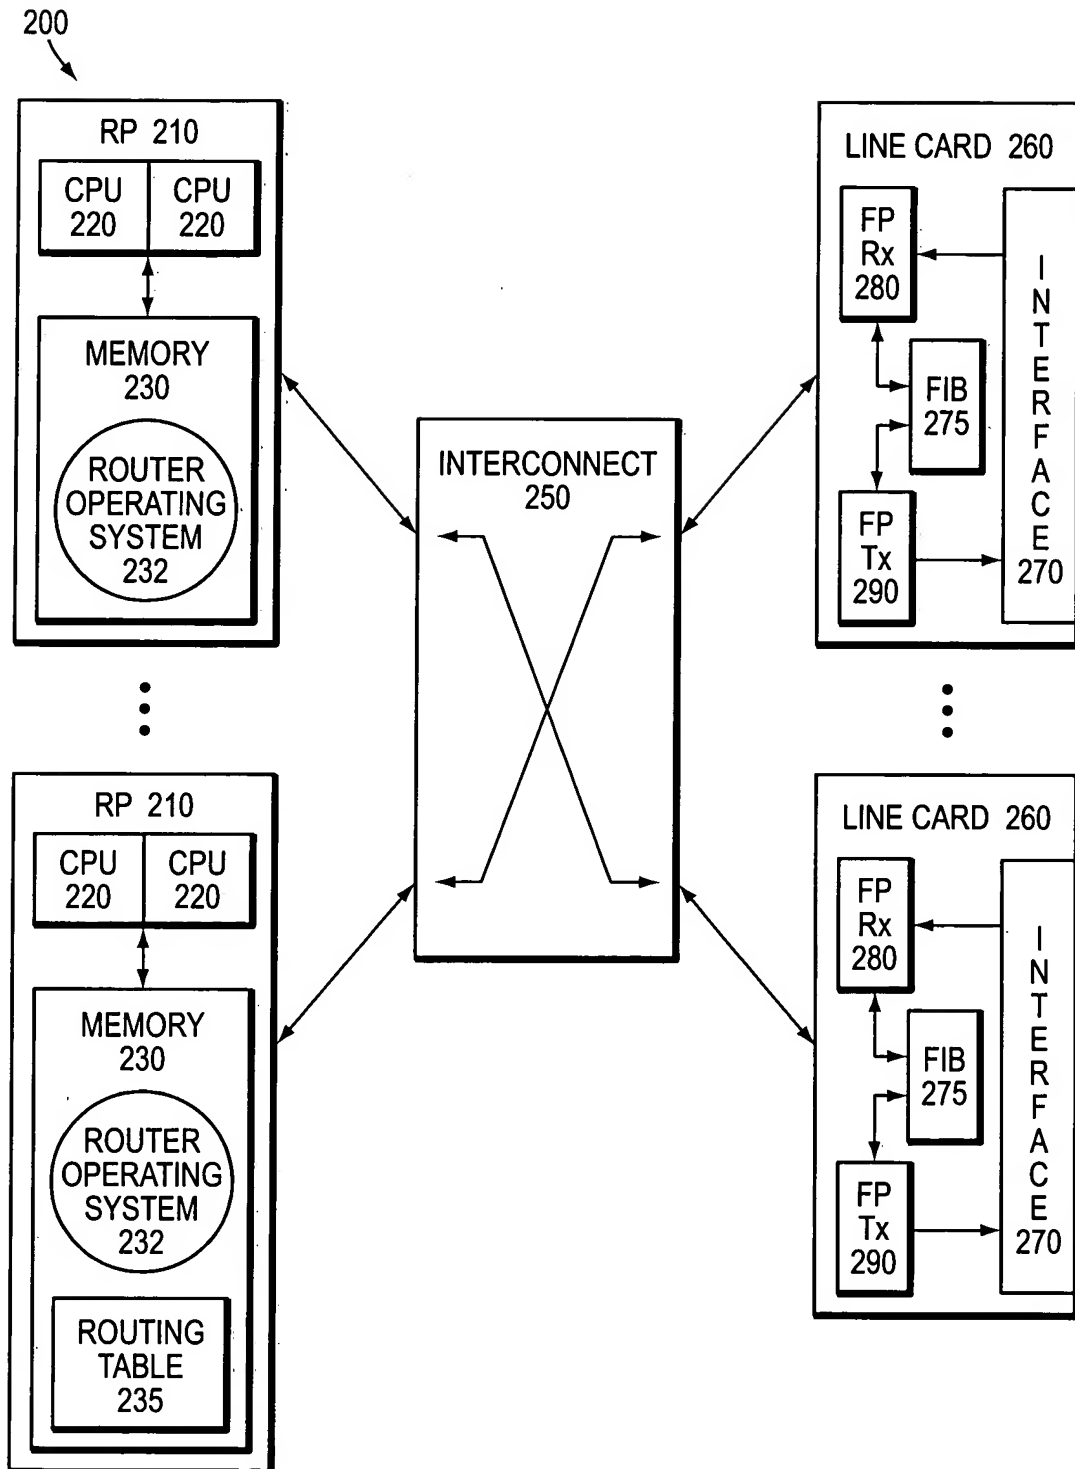 200
RP 210
CPU 220
CPU 220
MEMORY
230
ROUTER
OPERATING
SYSTEM
232
RP 210
CPU 220
CPU 220
MEMORY
230
ROUTER
OPERATING
SYSTEM
232
ROUTING
TABLE
235
INTERCONNECT
250
LINE CARD 260
FP
Rx
280
FIB
275
FP
Tx
290
INTERFACE
270
LINE CARD 260
FP
Rx
280
FIB
275
FP
Tx
290
INTERFACE
270